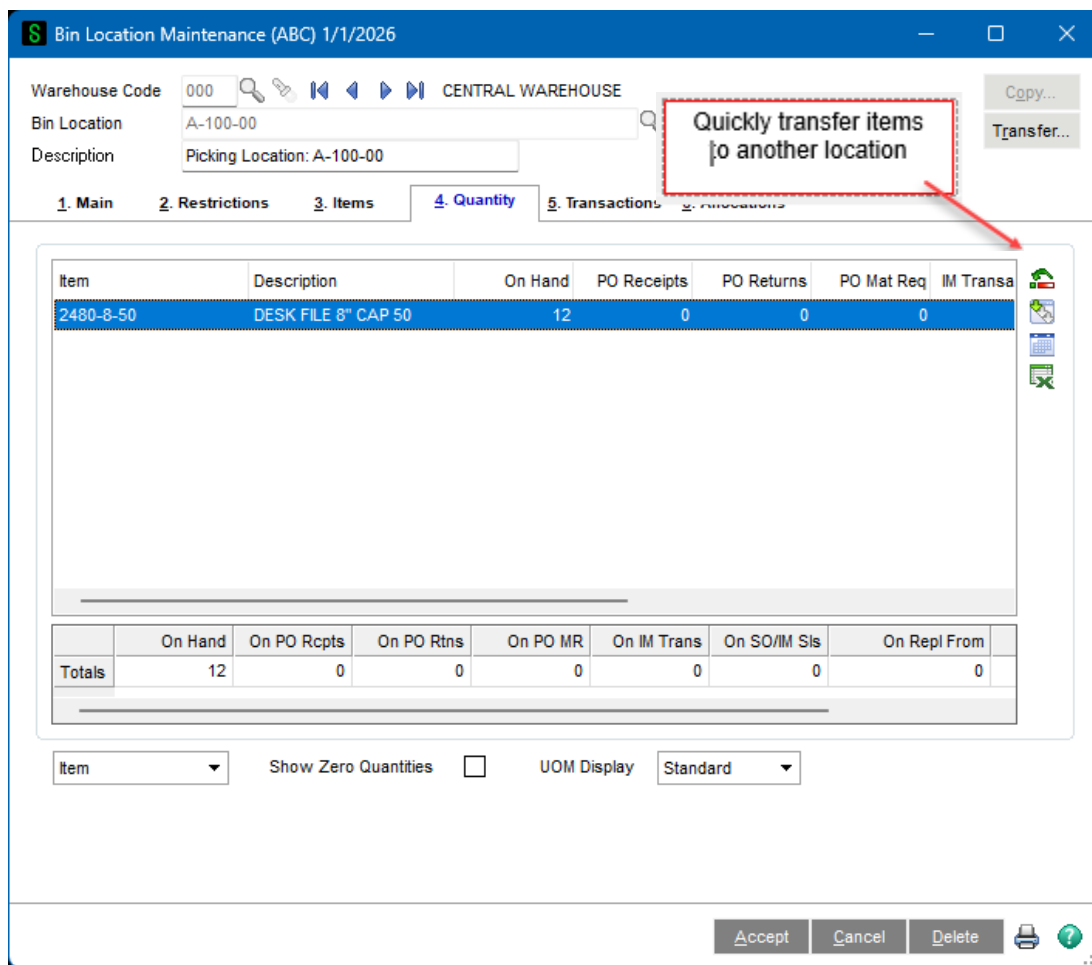 S Bin Location Maintenance (ABC) 1/1/2026
Warehouse Code 000 CENTRAL WAREHOUSE Copy...
Bin Location A-100-00 Transfer...
Description Picking Location: A-100-00
Quickly transfer items
to another location
1. Main 2. Restrictions 3. Items 4. Quantity 5. Transactions
Item Description On Hand PO Receipts PO Returns PO Mat Req IM Transa
2480-8-50 DESK FILE 8" CAP 50 12 0 0 0
On Hand On PO Rcpts On PO Rtns On PO MR On IM Trans On SO/IM Sls On Repl From
Totals 12 0 0 0 0 0 0
Item Show Zero Quantities UOM Display Standard
Accept Cancel Delete ?